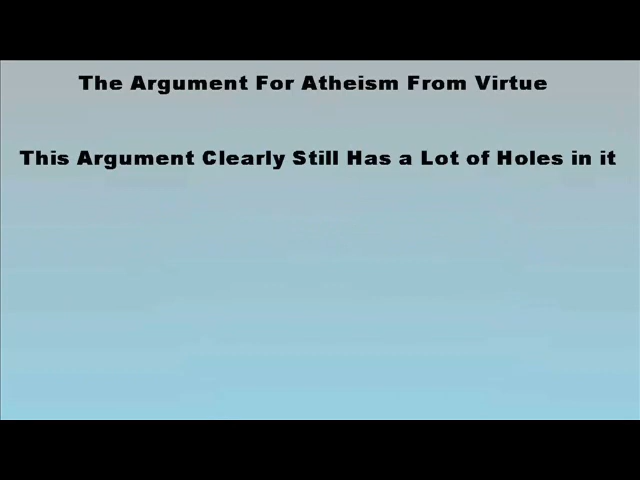 The Argument For Atheism From Virtue
This Argument Clearly Still Has a Lot of Holes in it